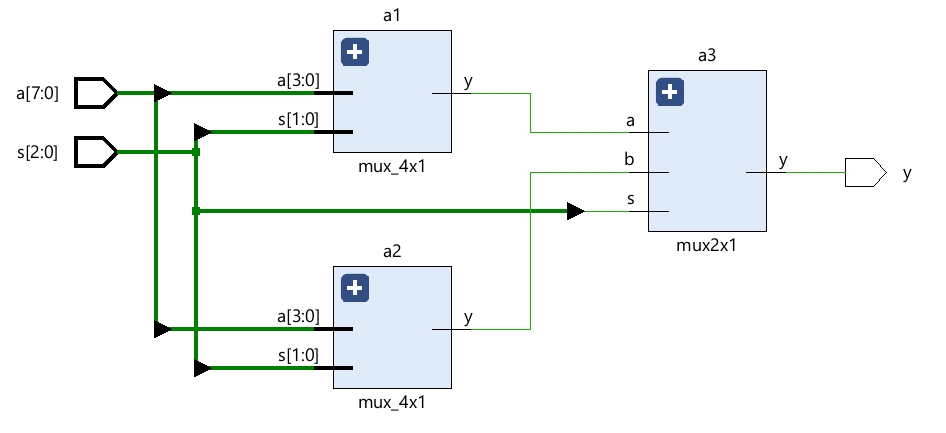 a1
a[7:0]
a[3:0]
y
s[1:0]
s[2:0]
mux_4x1
a3
a
b
s
y
y
mux2x1
a2
a[3:0]
y
s[1:0]
mux_4x1